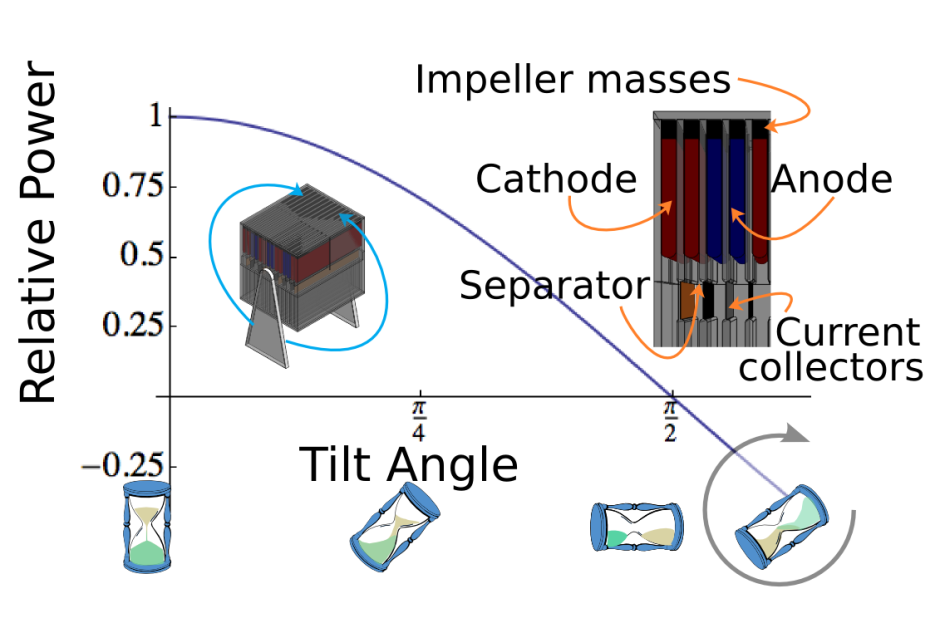 Relative Power
1
0.75
0.5
0.25
−0.25
π/4
π/2
Tilt Angle
Impeller masses
Cathode
Anode
Separator
Current
collectors